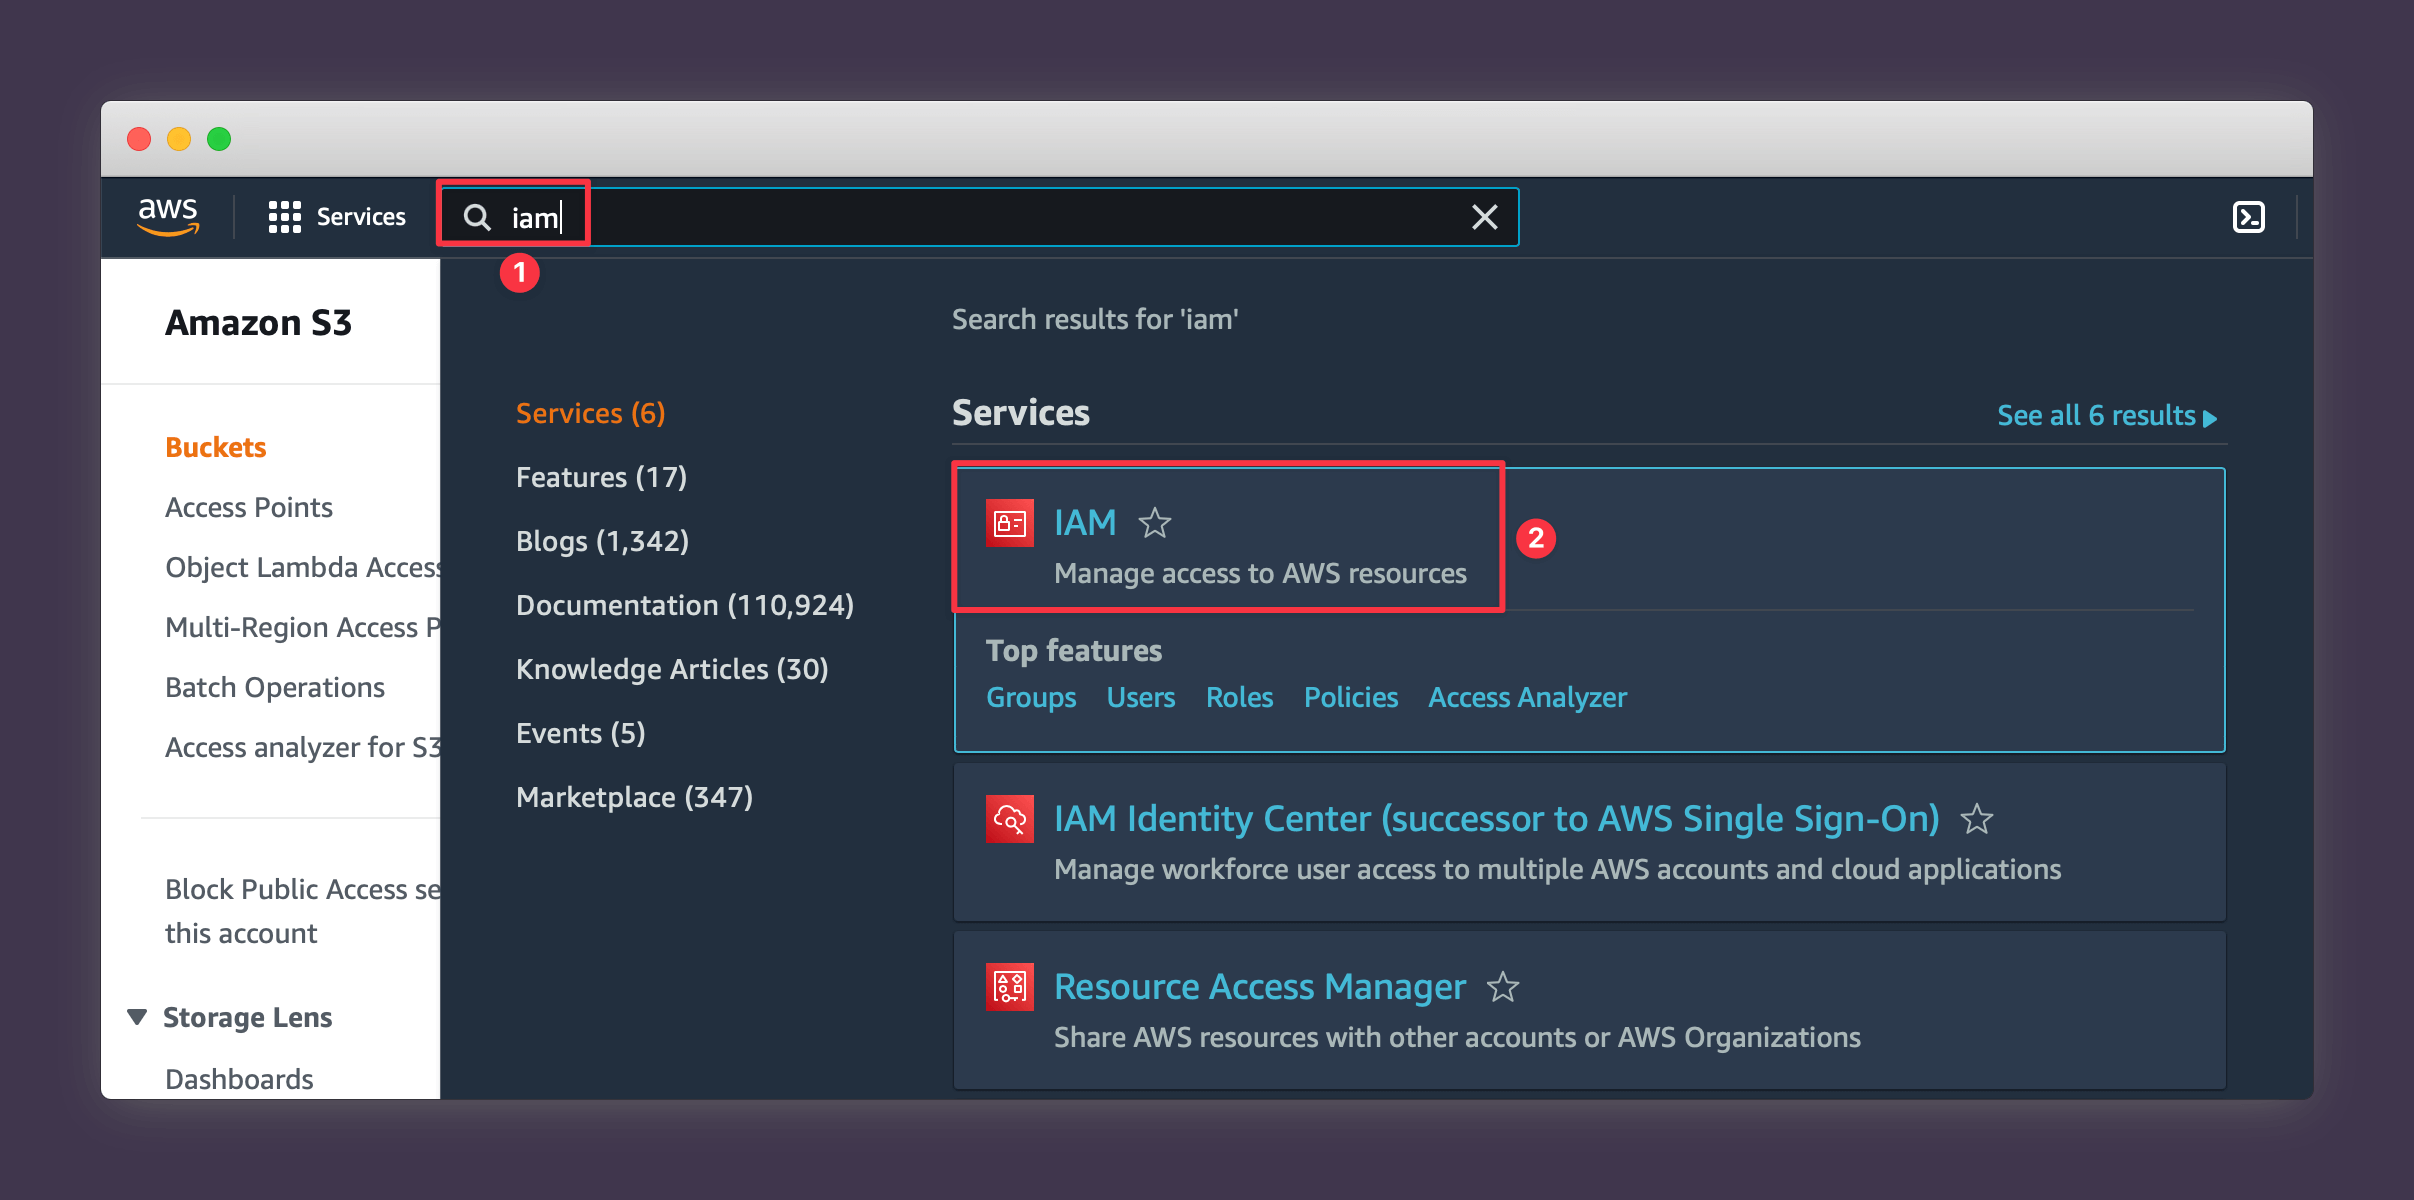 aws
Services
iam
1
Amazon S3
Buckets
Access Points
Object Lambda Access
Multi-Region Access P
Batch Operations
Access analyzer for S3
Block Public Access se
this account
Storage Lens
Dashboards
Services (6)
Features (17)
Blogs (1,342)
Documentation (110,924)
Knowledge Articles (30)
Events (5)
Marketplace (347)
Search results for 'iam'
Services
See all 6 results
IAM
Manage access to AWS resources
2
Top features
Groups Users Roles Policies Access Analyzer
IAM Identity Center (successor to AWS Single Sign-On)
Manage workforce user access to multiple AWS accounts and cloud applications
Resource Access Manager
Share AWS resources with other accounts or AWS Organizations